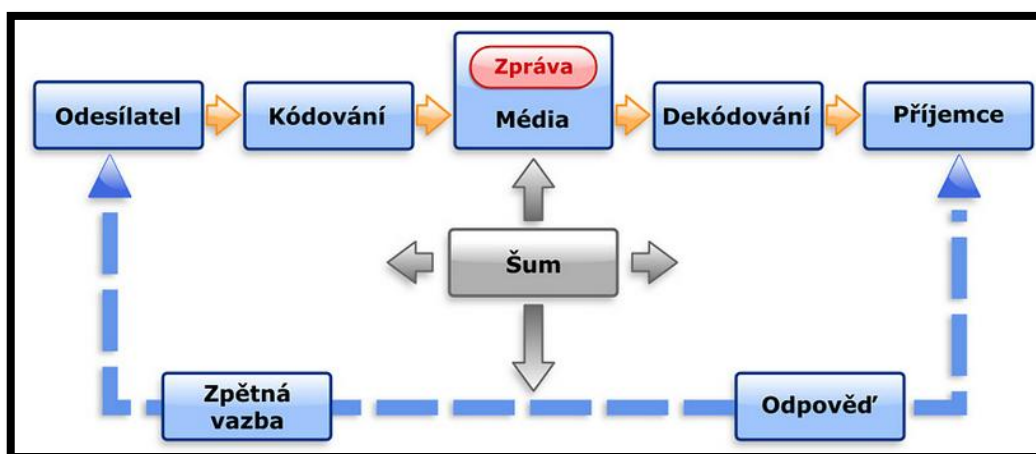 Odesílatel
Kódování
Zpráva
Média
Dekódování
Příjemce
Šum
Zpětná
vazba
Odpověď